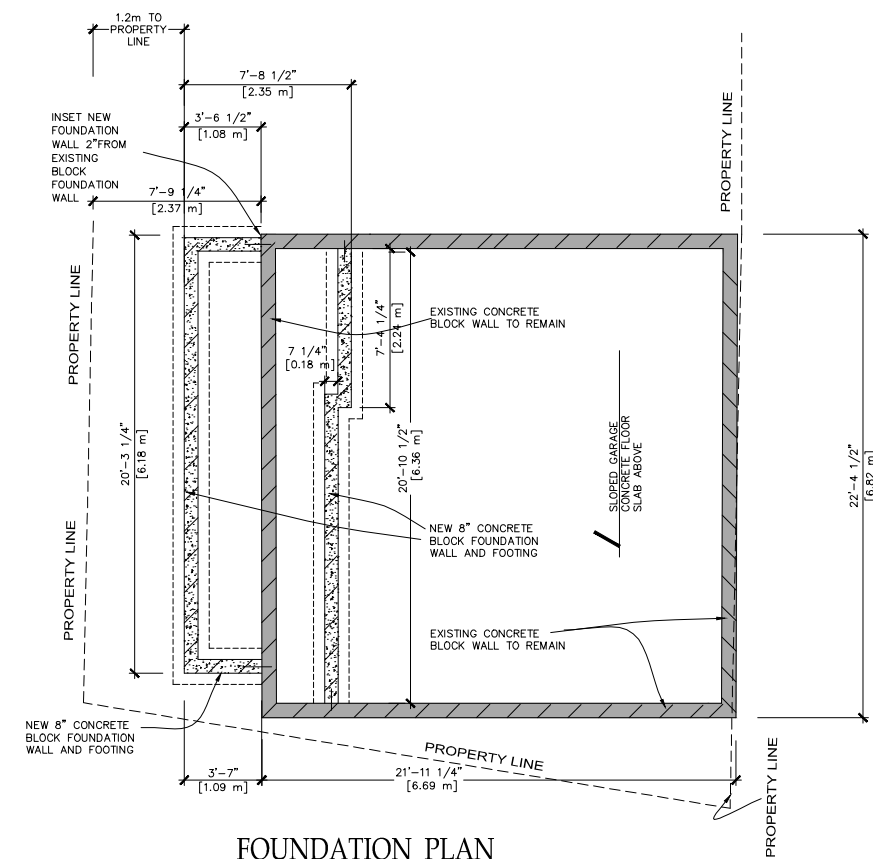 1.2m TO
PROPERTY
LINE
7'-8 1/2"
[2.35 m]
3'-6 1/2"
[1.08 m]
INSET NEW
FOUNDATION
WALL 2"FROM
EXISTING
BLOCK
FOUNDATION
WALL
7'-9 1/4"
[2.37 m]
PROPERTY LINE
PROPERTY LINE
EXISTING CONCRETE
BLOCK WALL TO REMAIN
7'-4 1/4"
[2.24 m]
7 1/4"
[0.18 m]
20'-3 1/4"
[6.18 m]
20'-10 1/2"
[6.36 m]
SLOPED GARAGE
CONCRETE FLOOR
SLAB ABOVE
22'-4 1/2"
[6.82 m]
NEW 8" CONCRETE
BLOCK FOUNDATION
WALL AND FOOTING
PROPERTY LINE
EXISTING CONCRETE
BLOCK WALL TO REMAIN
NEW 8" CONCRETE
BLOCK FOUNDATION
WALL AND FOOTING
PROPERTY LINE
PROPERTY LINE
3'-7"
[1.09 m]
21'-11 1/4"
[6.69 m]
FOUNDATION PLAN